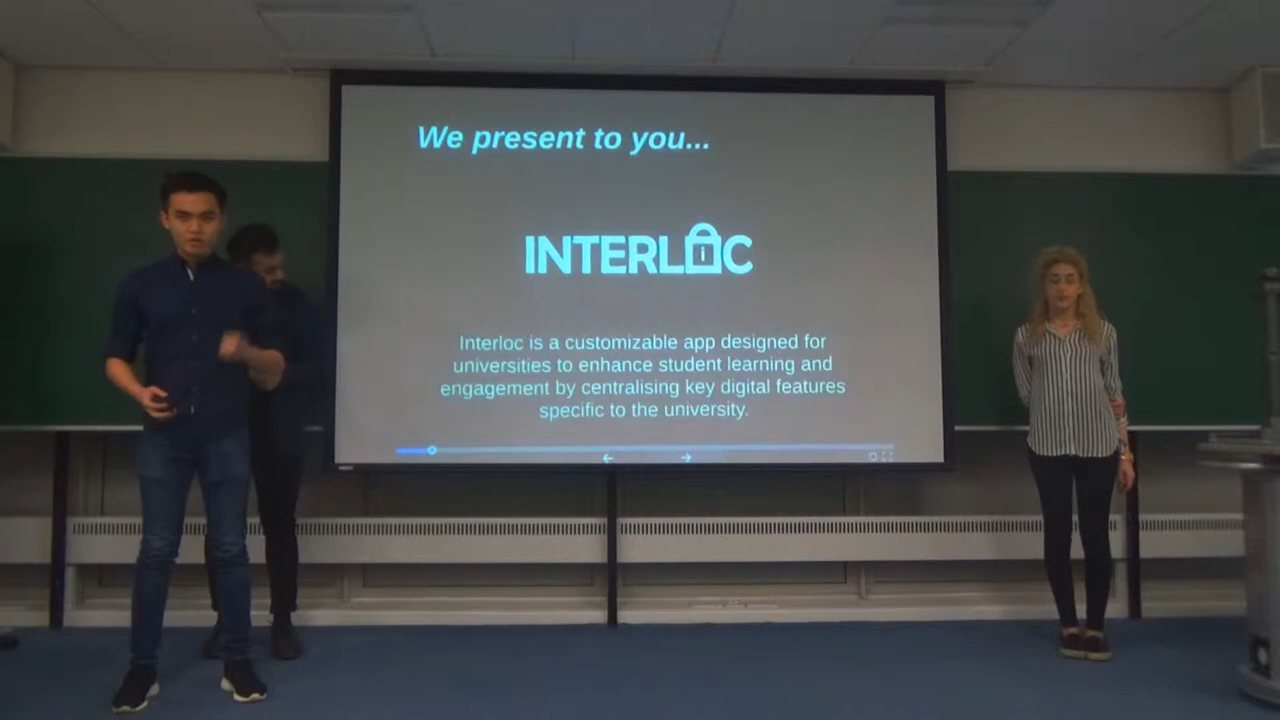 We present to you...
INTERLOC
Interloc is a customizable app designed for
universities to enhance student learning and
engagement by centralising key digital features
specific to the university.